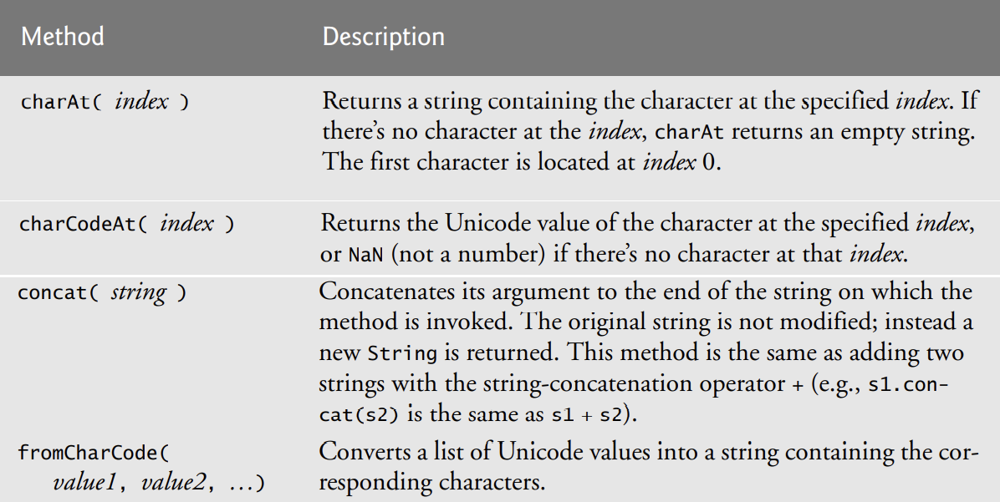 Method Description
charAt( index ) Returns a string containing the character at the specified index. If
there’s no character at the index, charAt returns an empty string.
The first character is located at index 0.
charCodeAt( index ) Returns the Unicode value of the character at the specified index,
or NaN (not a number) if there’s no character at that index.
concat( string ) Concatenates its argument to the end of the string on which the
method is invoked. The original string is not modified; instead a
new String is returned. This method is the same as adding two
strings with the string-concatenation operator + (e.g., s1.con-
cat(s2) is the same as s1 + s2).
fromCharCode( Converts a list of Unicode values into a string containing the cor-
value1, value2, …) responding characters.